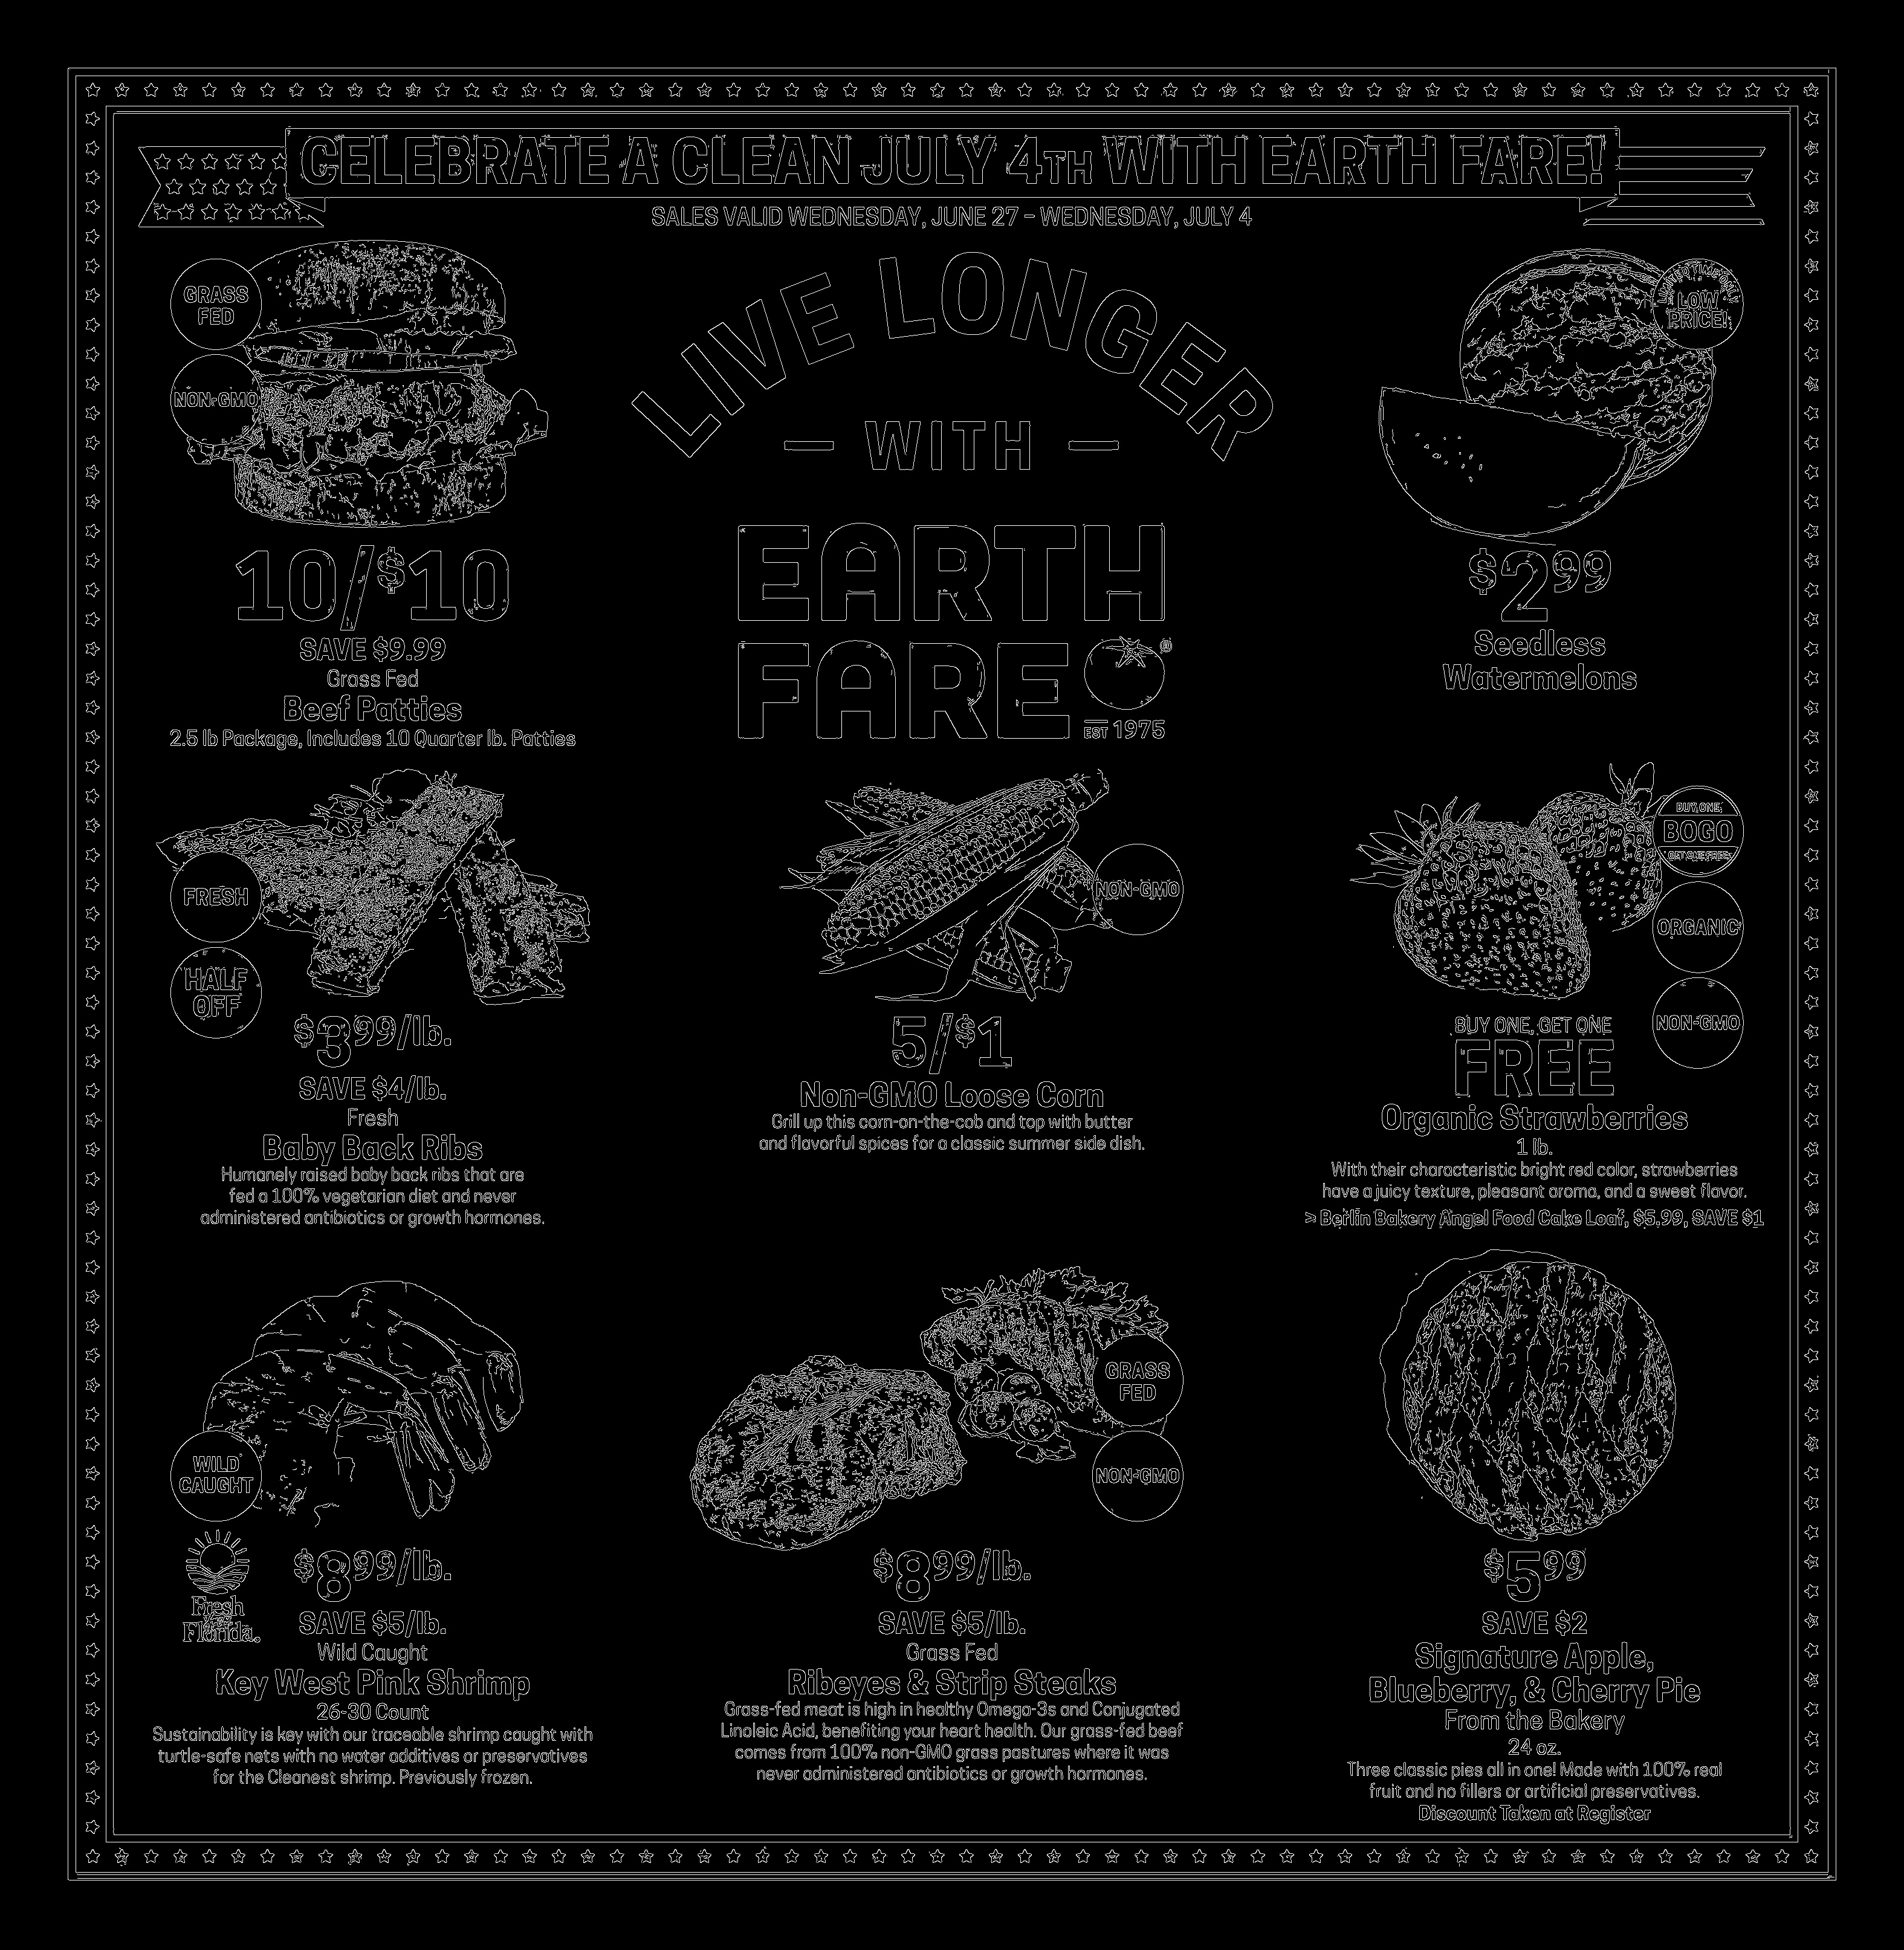 CELEBRATE A CLEAN JULY 4TH WITH EARTH FARE!
SALES VALID WEDNESDAY, JUNE 27 – WEDNESDAY, JULY 4
GRASS
FED
NON-GMO
10/$10
SAVE $9.99
Grass Fed
Beef Patties
2.5 lb Package, Includes 10 Quarter lb. Patties
LIVE LONGER
– WITH –
EARTH
FARE®
EST 1975
LIMITED TIME ONLY
LOW
PRICE!
$2.99
Seedless
Watermelons
FRESH
HALF
OFF
$3.99/lb.
SAVE $4/lb.
Fresh
Baby Back Ribs
Humanely raised baby back ribs that are
fed a 100% vegetarian diet and never
administered antibiotics or growth hormones.
NON-GMO
5/$1
Non-GMO Loose Corn
Grill up this corn-on-the-cob and top with butter
and flavorful spices for a classic summer side dish.
BUY ONE,
BOGO
GET ONE FREE
ORGANIC
NON-GMO
BUY ONE, GET ONE
FREE
Organic Strawberries
1 lb.
With their characteristic bright red color, strawberries
have a juicy texture, pleasant aroma, and a sweet flavor.
> Berlin Bakery Angel Food Cake Loaf, $5.99, SAVE $1
WILD
CAUGHT
Fresh
Florida®
$8.99/lb.
SAVE $5/lb.
Wild Caught
Key West Pink Shrimp
26-30 Count
Sustainability is key with our traceable shrimp caught with
turtle-safe nets with no water additives or preservatives
for the Cleanest shrimp. Previously frozen.
GRASS
FED
NON-GMO
$8.99/lb.
SAVE $5/lb.
Grass Fed
Ribeyes & Strip Steaks
Grass-fed meat is high in healthy Omega-3s and Conjugated
Linoleic Acid, benefiting your heart health. Our grass-fed beef
comes from 100% non-GMO grass pastures where it was
never administered antibiotics or growth hormones.
$5.99
SAVE $2
Signature Apple,
Blueberry, & Cherry Pie
From the Bakery
24 oz.
Three classic pies all in one! Made with 100% real
fruit and no fillers or artificial preservatives.
Discount Taken at Register